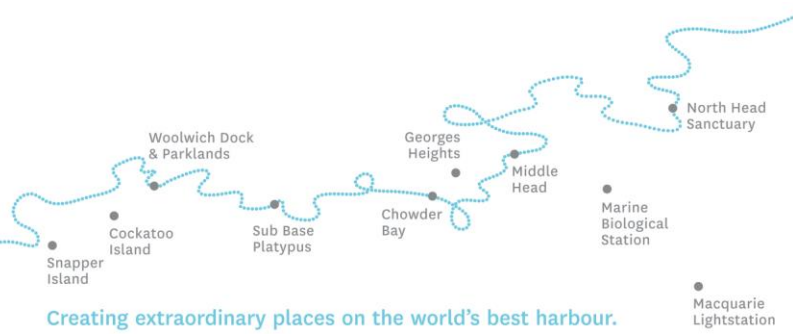 North Head
Sanctuary
Woolwich Dock
& Parklands
Georges
Heights
Middle
Head
Marine
Biological
Station
Chowder
Bay
Sub Base
Platypus
Cockatoo
Island
Snapper
Island
Macquarie
Lightstation
Creating extraordinary places on the world's best harbour.